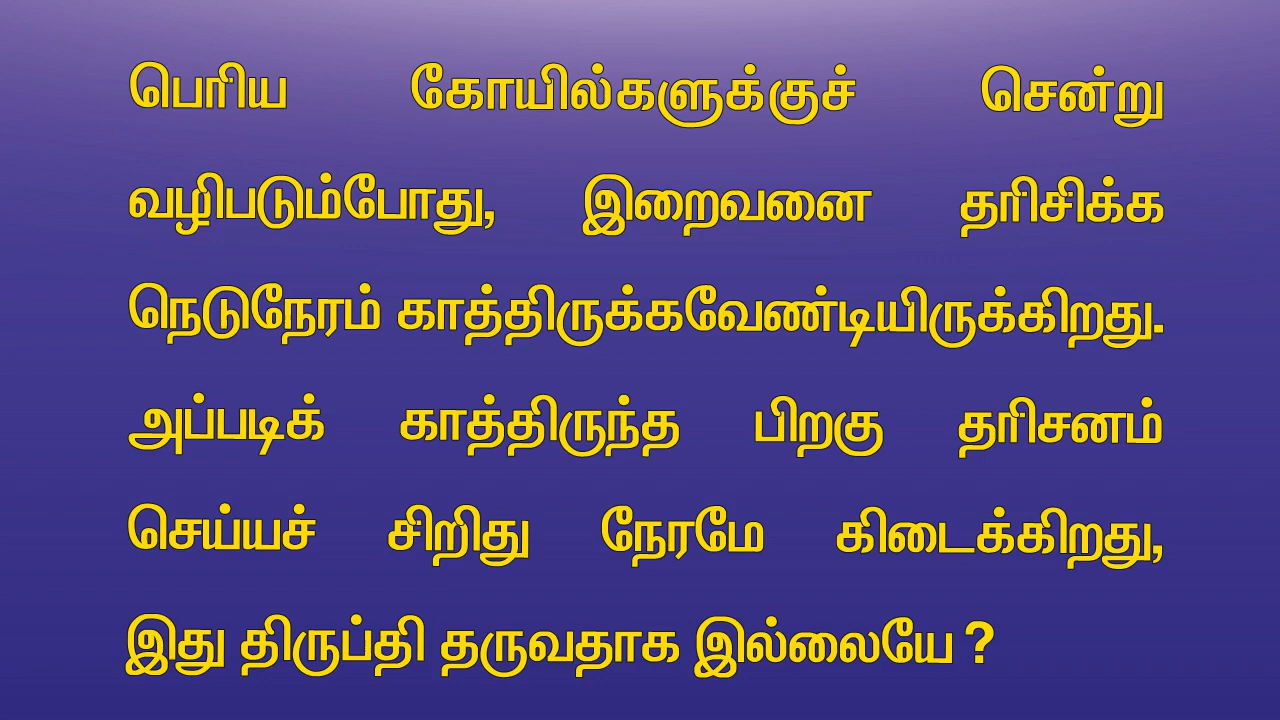 பெரிய கோயில்களுக்குச் சென்று
வழிபடும்போது, இறைவனை தரிசிக்க
நெடுநேரம் காத்திருக்கவேண்டியிருக்கிறது.
அப்படிக் காத்திருந்த பிறகு தரிசனம்
செய்யச் சிறிது நேரமே கிடைக்கிறது,
இது திருப்தி தருவதாக இல்லையே ?